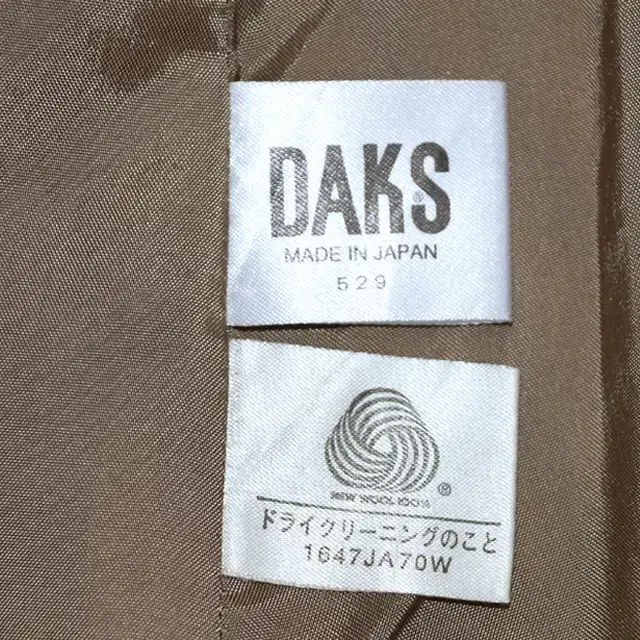 DAKS®
MADE IN JAPAN
529
NEW WOOL 100%
®
ドライクリーニングのこと
1647JA70W